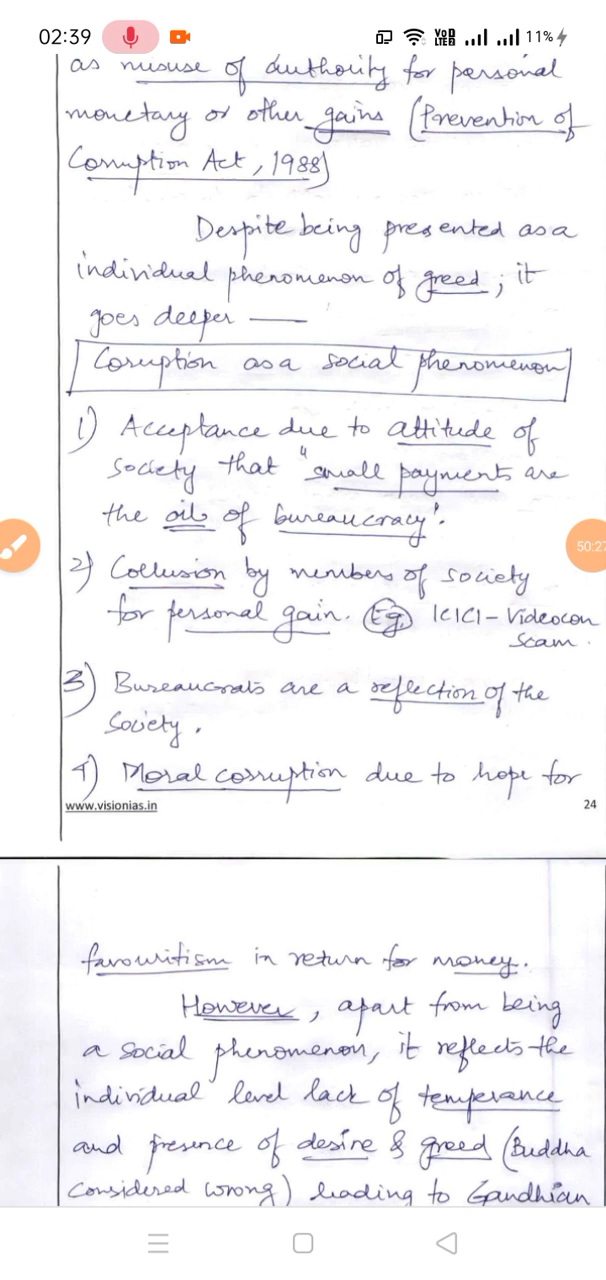 02:39
VoD
LTE2
11%
as misuse of authority for personal
monetary or other gains (Prevention of
Corruption Act, 1988)
Despite being presented as a
individual phenomenon of greed; it
goes deeper —
Coruption as a social phenomenon
1) Acceptance due to attitude of
society that "small payments are
the oil of bureaucracy".
50:27
2) Collusion by members of society
for personal gain. Eg. ICICI - Videocon
Scam.
3) Bureaucrats are a reflection of the
society.
4) Moral corruption due to hope for
www.visionias.in 24
favouritism in return for money.
However, apart from being
a social phenomenon, it reflects the
individual level lack of temperance
and presence of desire & greed (Buddha
considered wrong) leading to Gandhian